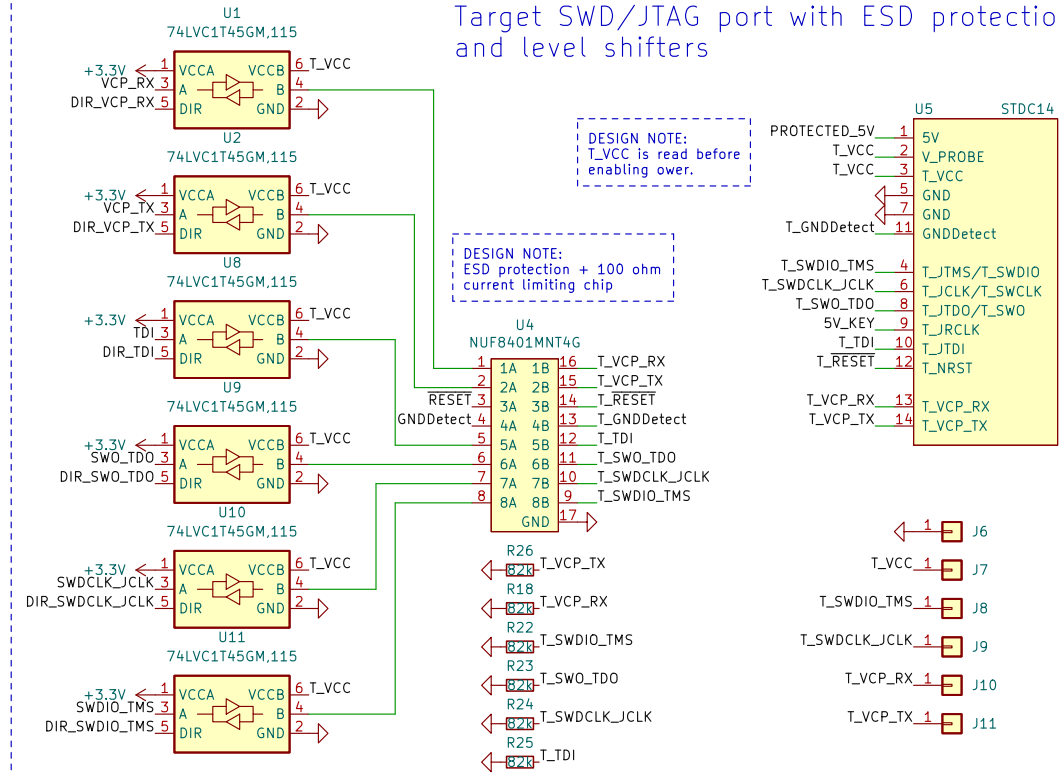 Target SWD/JTAG port with ESD protectio
and level shifters
U1
74LVC1T45GM,115
+3.3V 1 VCCA VCCB 6 T_VCC
VCP_RX 3 A B 4
DIR_VCP_RX 5 DIR GND 2
U2
74LVC1T45GM,115
+3.3V 1 VCCA VCCB 6 T_VCC
VCP_TX 3 A B 4
DIR_VCP_TX 5 DIR GND 2
U8
74LVC1T45GM,115
+3.3V 1 VCCA VCCB 6 T_VCC
TDI 3 A B 4
DIR_TDI 5 DIR GND 2
U9
74LVC1T45GM,115
+3.3V 1 VCCA VCCB 6 T_VCC
SWO_TDO 3 A B 4
DIR_SWO_TDO 5 DIR GND 2
U10
74LVC1T45GM,115
+3.3V 1 VCCA VCCB 6 T_VCC
SWDCLK_JCLK 3 A B 4
DIR_SWDCLK_JCLK 5 DIR GND 2
U11
74LVC1T45GM,115
+3.3V 1 VCCA VCCB 6 T_VCC
SWDIO_TMS 3 A B 4
DIR_SWDIO_TMS 5 DIR GND 2
DESIGN NOTE:
T_VCC is read before
enabling ower.
DESIGN NOTE:
ESD protection + 100 ohm
current limiting chip
U4
NUF8401MNT4G
1 1A 1B 16 T_VCP_RX
2 2A 2B 15 T_VCP_TX
RESET 3 3A 3B 14 T_RESET
GNDDetect 4 4A 4B 13 T_GNDDetect
5 5A 5B 12 T_TDI
6 6A 6B 11 T_SWO_TDO
7 7A 7B 10 T_SWDCLK_JCLK
8 8A 8B 9 T_SWDIO_TMS
GND 17
R26
82k T_VCP_TX
R18
82k T_VCP_RX
R22
82k T_SWDIO_TMS
R23
82k T_SWO_TDO
R24
82k T_SWDCLK_JCLK
R25
82k T_TDI
U5 STDC14
PROTECTED_5V 1 5V
T_VCC 2 V_PROBE
T_VCC 3 T_VCC
5 GND
7 GND
T_GNDDetect 11 GNDDetect
T_SWDIO_TMS 4 T_JTMS/T_SWDIO
T_SWDCLK_JCLK 6 T_JCLK/T_SWCLK
T_SWO_TDO 8 T_JTDO/T_SWO
5V_KEY 9 T_JRCLK
T_TDI 10 T_JTDI
T_RESET 12 T_NRST
T_VCP_RX 13 T_VCP_RX
T_VCP_TX 14 T_VCP_TX
1 J6
T_VCC 1 J7
T_SWDIO_TMS 1 J8
T_SWDCLK_JCLK 1 J9
T_VCP_RX 1 J10
T_VCP_TX 1 J11